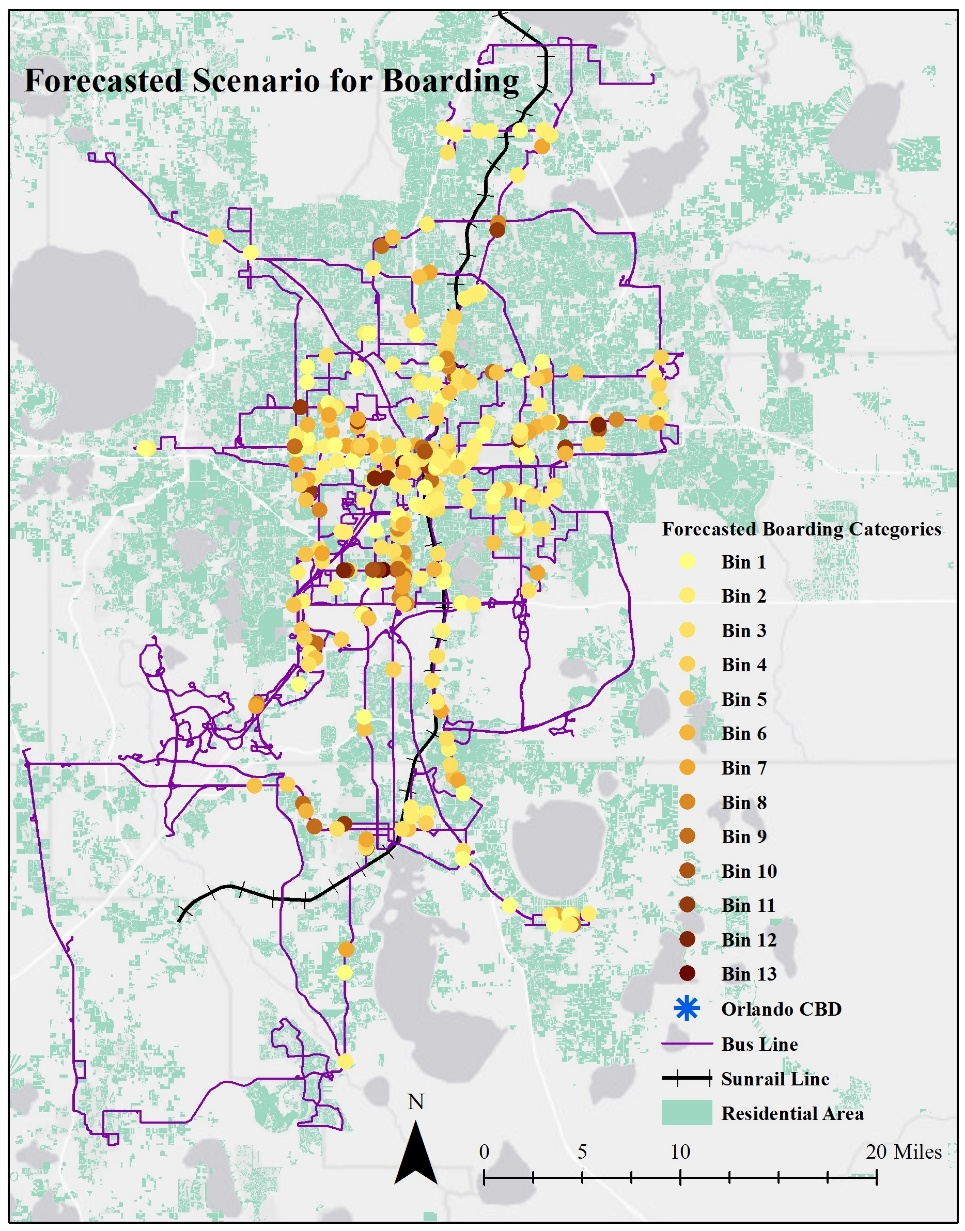 Forecasted Scenario for Boarding
Forecasted Boarding Categories
Bin 1
Bin 2
Bin 3
Bin 4
Bin 5
Bin 6
Bin 7
Bin 8
Bin 9
Bin 10
Bin 11
Bin 12
Bin 13
Orlando CBD
Bus Line
Sunrail Line
Residential Area
N
0 5 10 20 Miles